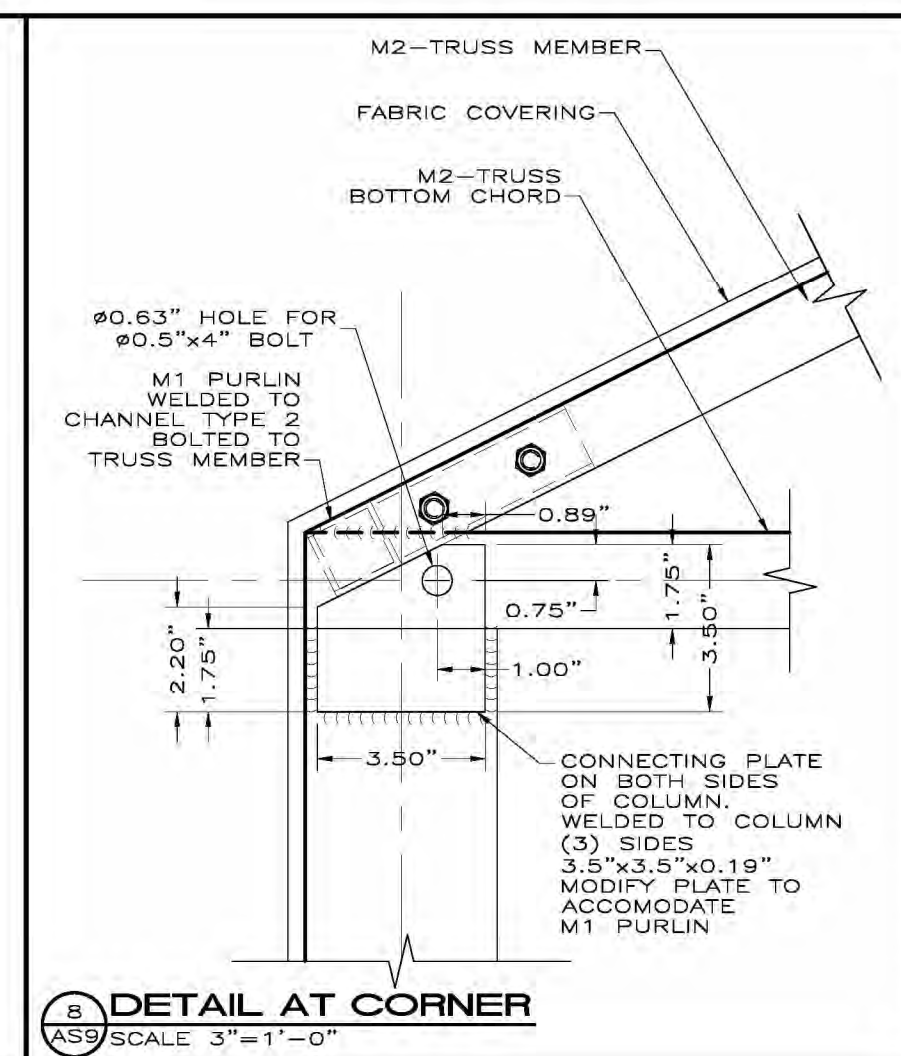 M2-TRUSS MEMBER
FABRIC COVERING
M2-TRUSS
BOTTOM CHORD
ø0.63" HOLE FOR
ø0.5"x4" BOLT
M1 PURLIN
WELDED TO
CHANNEL TYPE 2
BOLTED TO
TRUSS MEMBER
0.89"
0.75"
1.75"
3.50"
2.20"
1.75"
1.00"
3.50"
CONNECTING PLATE
ON BOTH SIDES
OF COLUMN.
WELDED TO COLUMN
(3) SIDES
3.5"x3.5"x0.19"
MODIFY PLATE TO
ACCOMODATE
M1 PURLIN
8
AS9
DETAIL AT CORNER
SCALE 3"=1'-0"